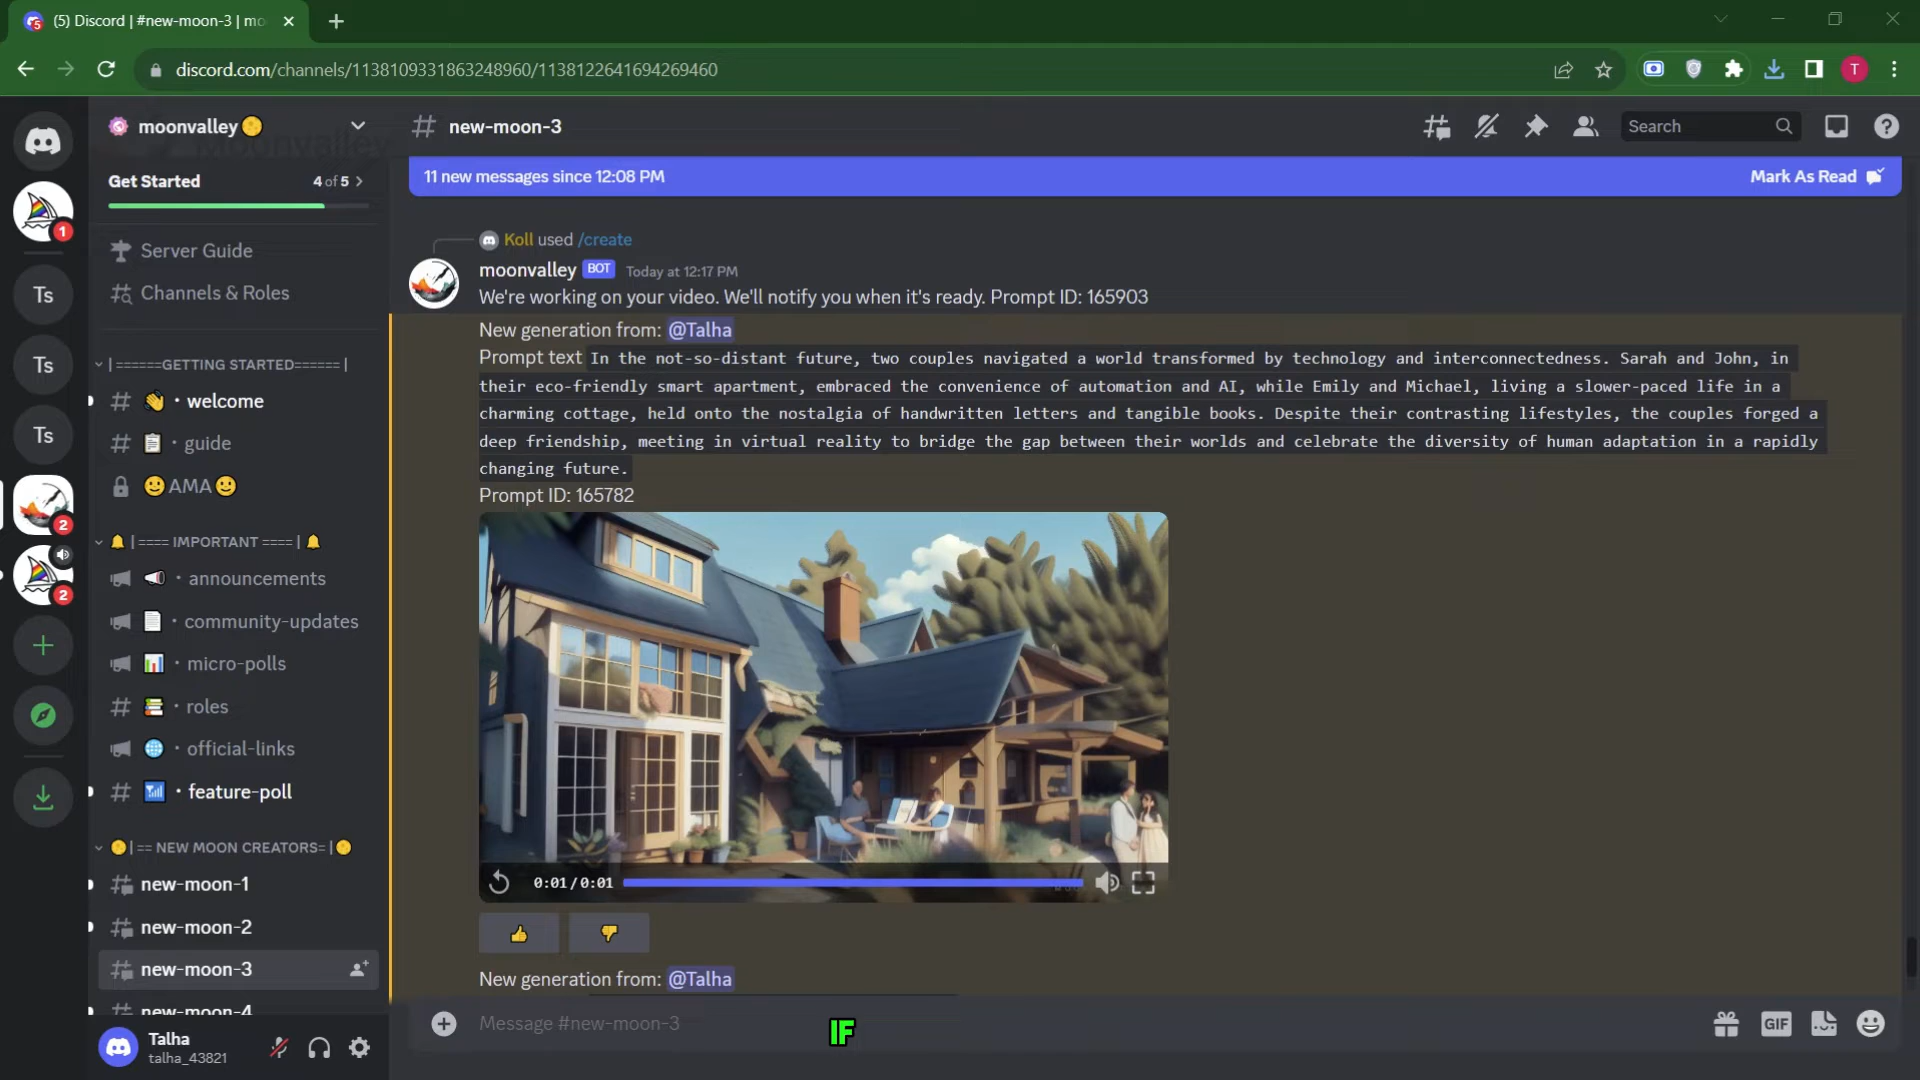 (5) Discord | #new-moon-3 | mo
discord.com/channels/1138109331863248960/1138122641694269460
T
moonvalley
# new-moon-3
Search
Get Started 4 of 5 >
11 new messages since 12:08 PM Mark As Read
1
Server Guide
Channels & Roles
Koll used /create
moonvalley BOT Today at 12:17 PM
We're working on your video. We'll notify you when it's ready. Prompt ID: 165903
New generation from: @Talha
Prompt text In the not-so-distant future, two couples navigated a world transformed by technology and interconnectedness. Sarah and John, in
their eco-friendly smart apartment, embraced the convenience of automation and AI, while Emily and Michael, living a slower-paced life in a
charming cottage, held onto the nostalgia of handwritten letters and tangible books. Despite their contrasting lifestyles, the couples forged a
deep friendship, meeting in virtual reality to bridge the gap between their worlds and celebrate the diversity of human adaptation in a rapidly
changing future.
Prompt ID: 165782
0:01/0:01
New generation from: @Talha
Ts
Ts
Ts
2
2
|======GETTING STARTED======|
# 👋 · welcome
# 📋 · guide
🙂AMA🙂
🔔 |==== IMPORTANT ====| 🔔
📢 · announcements
📄 · community-updates
📊 · micro-polls
# 📚 · roles
🌐 · official-links
# 📶 · feature-poll
🌕|== NEW MOON CREATORS=|🌕
new-moon-1
new-moon-2
new-moon-3
new-moon-4
Talha
talha_43821
Message #new-moon-3
IF
GIF